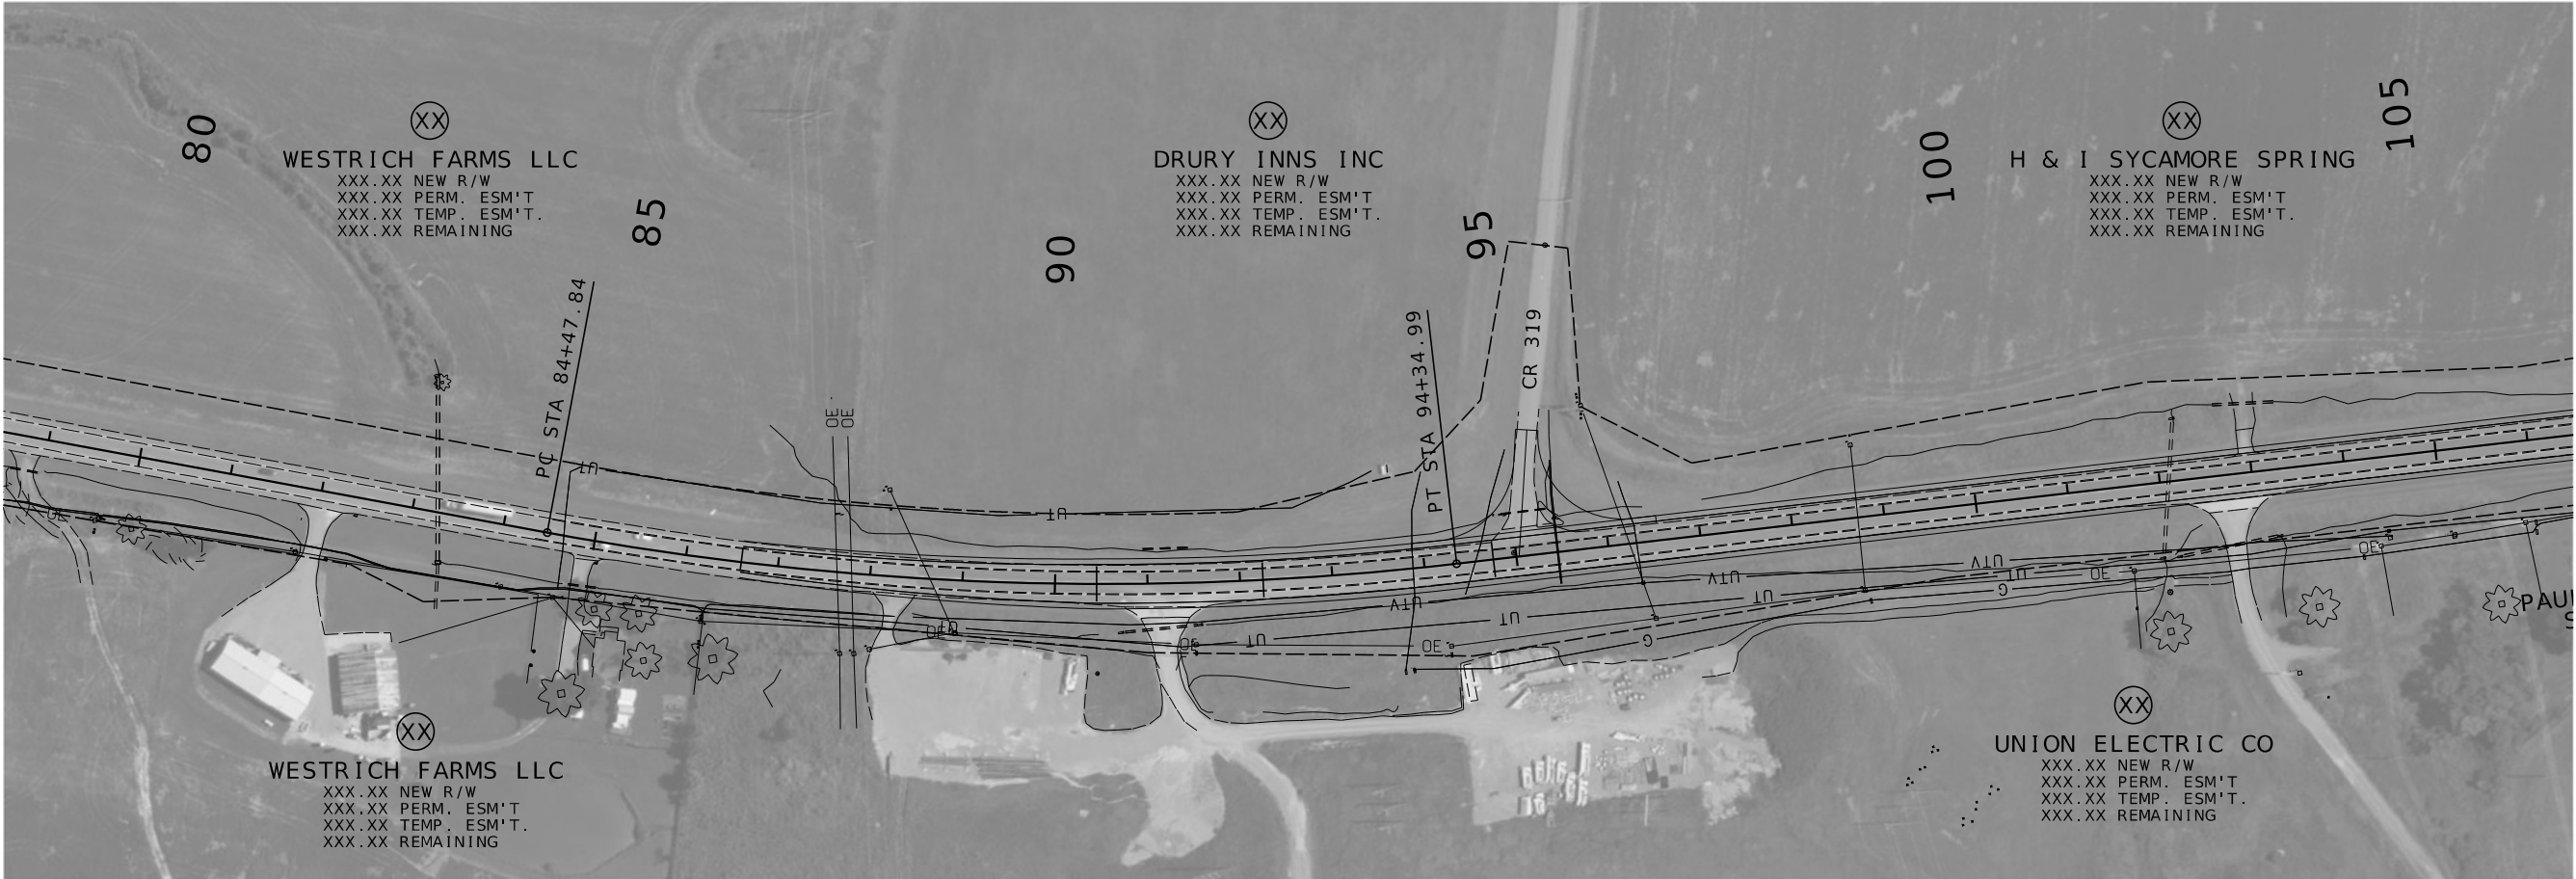 80
XX
WESTRICH FARMS LLC
XXX.XX NEW R/W
XXX.XX PERM. ESM'T
XXX.XX TEMP. ESM'T.
XXX.XX REMAINING
85
90
XX
DRURY INNS INC
XXX.XX NEW R/W
XXX.XX PERM. ESM'T
XXX.XX TEMP. ESM'T.
XXX.XX REMAINING
95
100
XX
H & I SYCAMORE SPRING
XXX.XX NEW R/W
XXX.XX PERM. ESM'T
XXX.XX TEMP. ESM'T.
XXX.XX REMAINING
105
PC STA 84+47.84
PT STA 94+34.99
CR 319
OE
OE
UT
UT
OE
OE
OE
UT
UT
UT
UTV
UTV
UTV
UT
OE
OE
G
G
PAU
S
XX
WESTRICH FARMS LLC
XXX.XX NEW R/W
XXX.XX PERM. ESM'T
XXX.XX TEMP. ESM'T.
XXX.XX REMAINING
XX
UNION ELECTRIC CO
XXX.XX NEW R/W
XXX.XX PERM. ESM'T
XXX.XX TEMP. ESM'T.
XXX.XX REMAINING